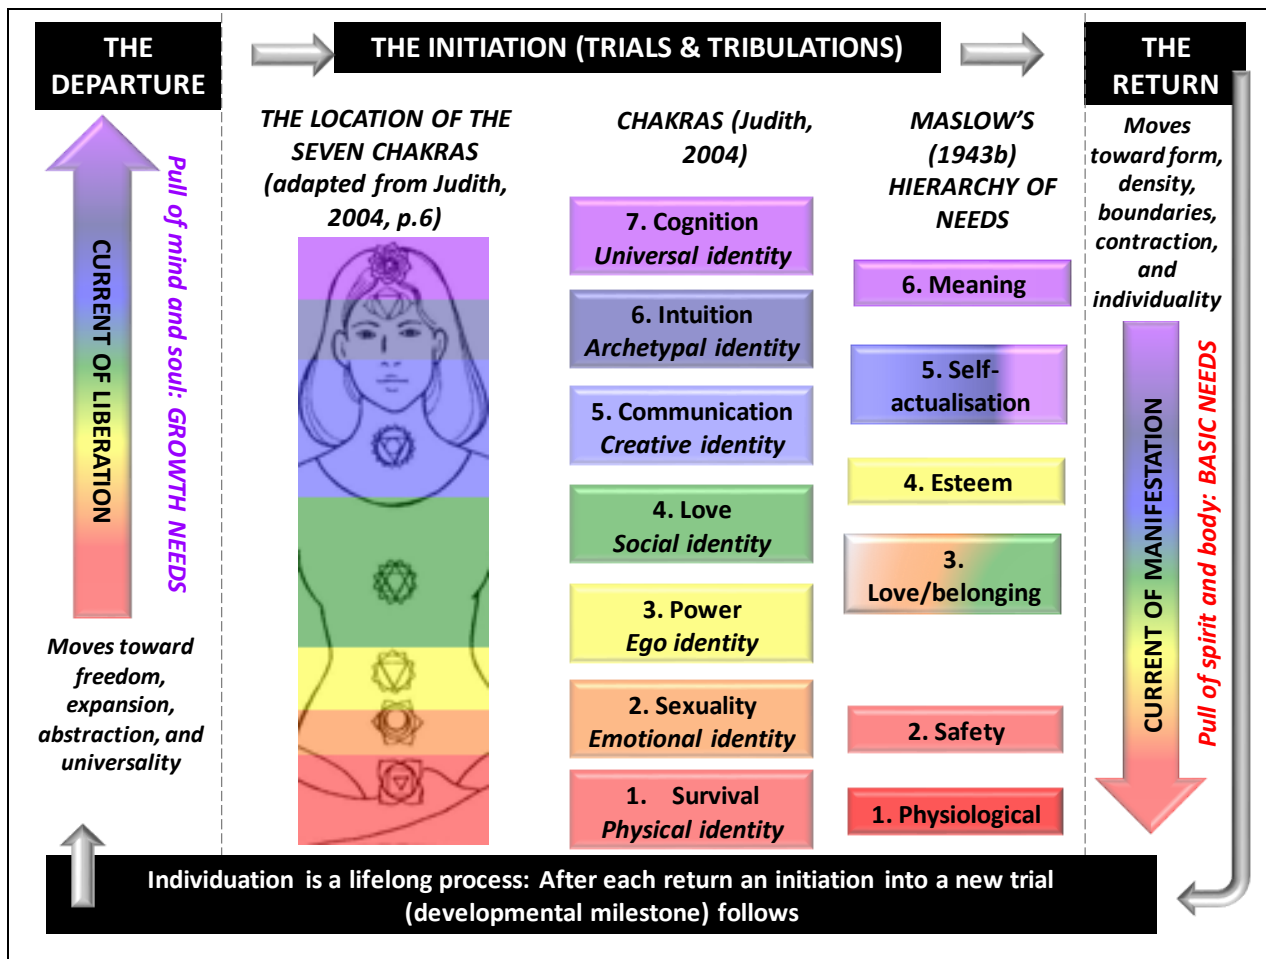 THE
DEPARTURE
THE INITIATION (TRIALS & TRIBULATIONS)
THE
RETURN
Pull of mind and soul: GROWTH NEEDS
CURRENT OF LIBERATION
Moves toward
freedom,
expansion,
abstraction, and
universality
THE LOCATION OF THE
SEVEN CHAKRAS
(adapted from Judith,
2004, p.6)
CHAKRAS (Judith,
2004)
7. Cognition
Universal identity
6. Intuition
Archetypal identity
5. Communication
Creative identity
4. Love
Social identity
3. Power
Ego identity
2. Sexuality
Emotional identity
1. Survival
Physical identity
MASLOW'S
(1943b)
HIERARCHY OF
NEEDS
6. Meaning
5. Self-
actualisation
4. Esteem
3.
Love/belonging
2. Safety
1. Physiological
Moves
toward form,
density,
boundaries,
contraction,
and
individuality
CURRENT OF MANIFESTATION
Pull of spirit and body: BASIC NEEDS
Individuation is a lifelong process: After each return an initiation into a new trial
(developmental milestone) follows